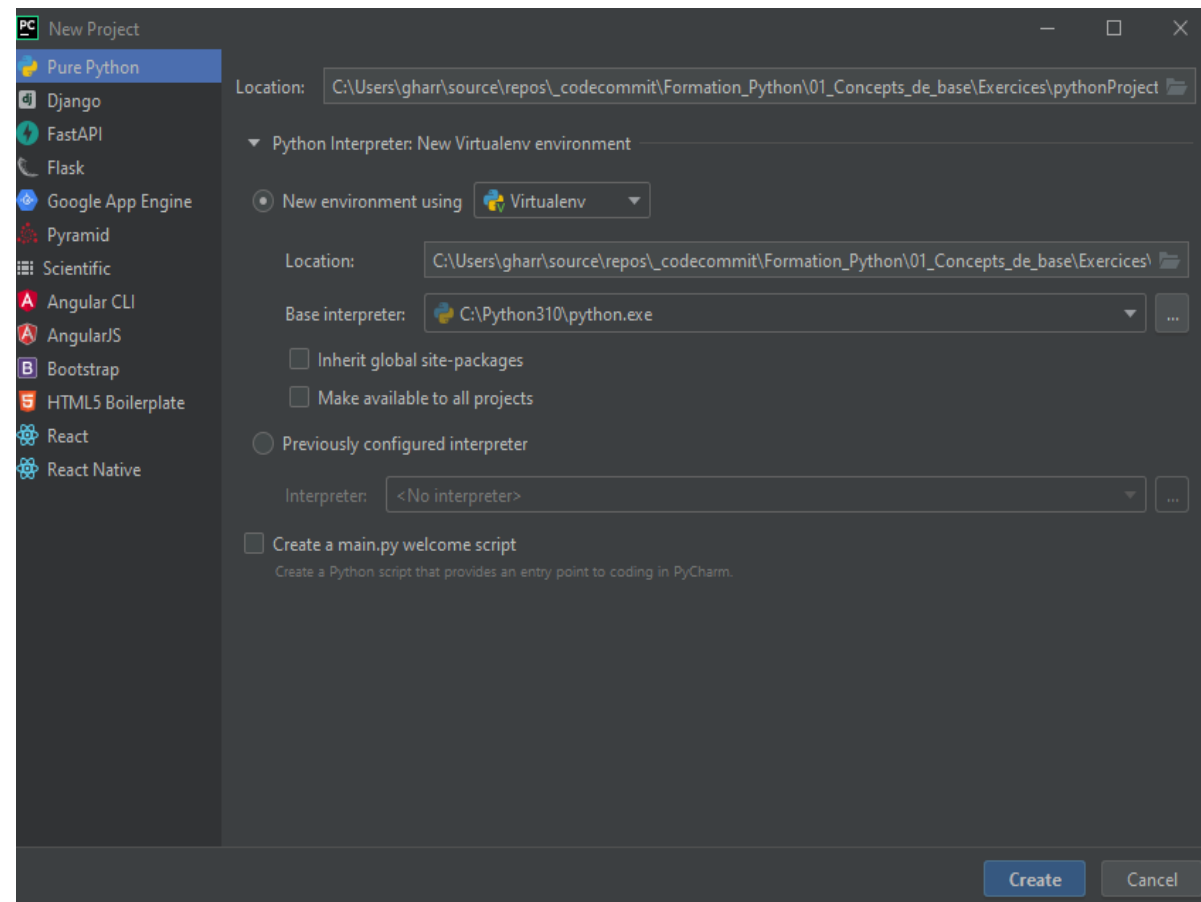 PC New Project
Pure Python
Django
FastAPI
Flask
Google App Engine
Pyramid
Scientific
Angular CLI
AngularJS
Bootstrap
HTML5 Boilerplate
React
React Native
Location: C:\Users\gharr\source\repos\_codecommit\Formation_Python\01_Concepts_de_base\Exercices\pythonProject
Python Interpreter: New Virtualenv environment
New environment using Virtualenv
Location: C:\Users\gharr\source\repos\_codecommit\Formation_Python\01_Concepts_de_base\Exercices\
Base interpreter: C:\Python310\python.exe ...
Inherit global site-packages
Make available to all projects
Previously configured interpreter
Interpreter: <No interpreter> ...
Create a main.py welcome script
Create a Python script that provides an entry point to coding in PyCharm.
Create Cancel